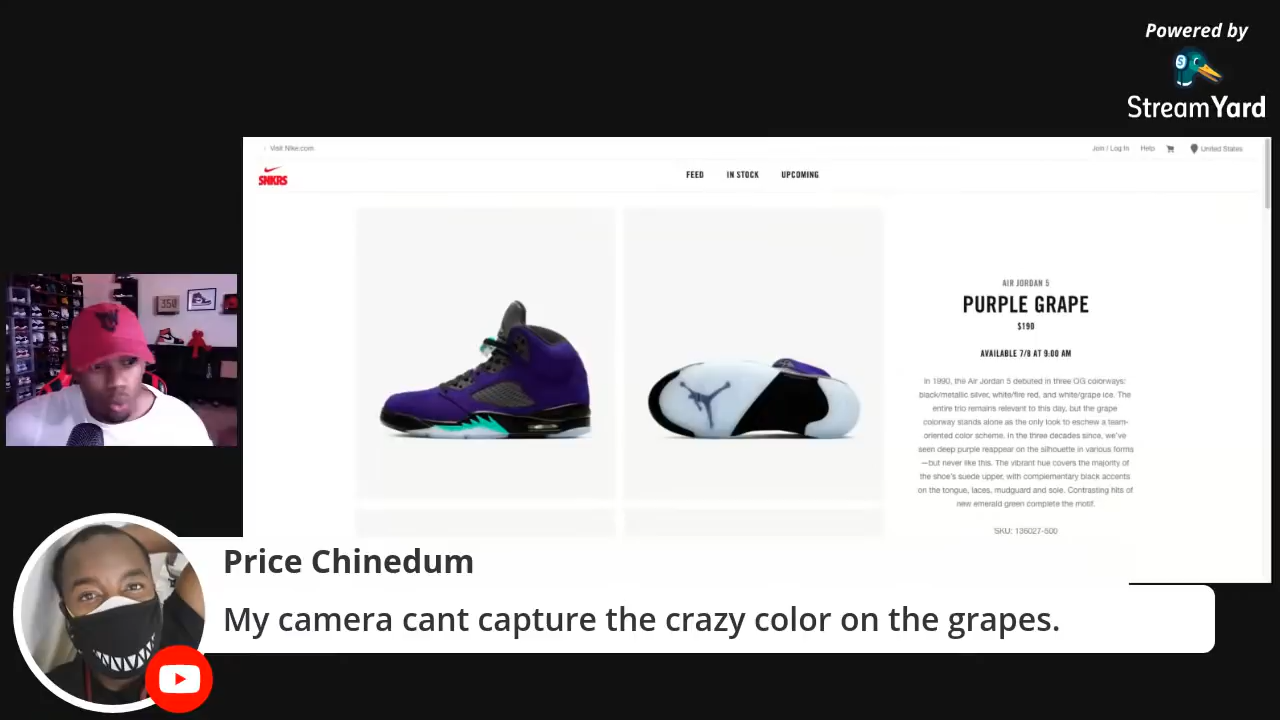 Powered by
StreamYard
Visit Nike.com
Join / Log In Help United States
SNKRS
FEED IN STOCK UPCOMING
350
AIR JORDAN 5
PURPLE GRAPE
$190
AVAILABLE 7/8 AT 9:00 AM
In 1990, the Air Jordan 5 debuted in three OG colorways:
black/metallic silver, white/fire red, and white/grape ice. The
entire trio remains relevant to this day, but the grape
colorway stands alone as the only look to eschew a team-
oriented color scheme. In the three decades since, we've
seen deep purple reappear on the silhouette in various forms
—but never like this. The vibrant hue covers the majority of
the shoe's suede upper, with complementary black accents
on the tongue, laces, mudguard and sole. Contrasting hits of
new emerald green complete the motif.
SKU: 136027-500
Price Chinedum
My camera cant capture the crazy color on the grapes.